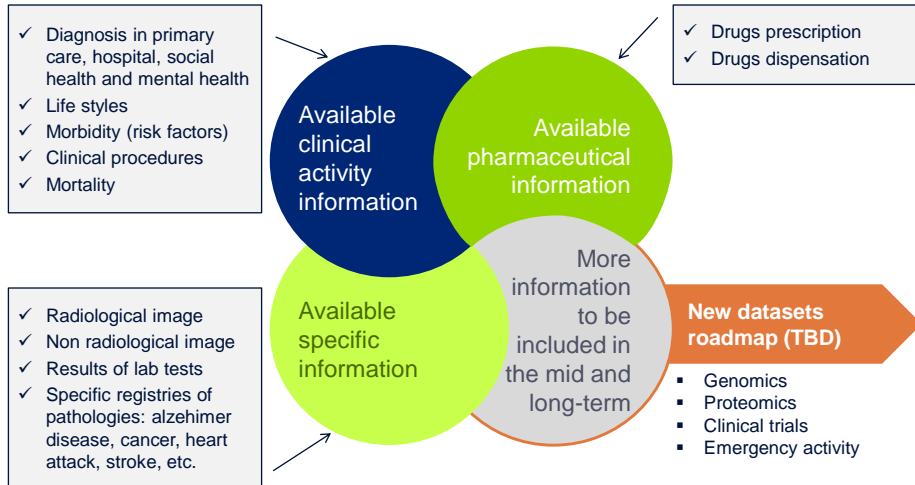 ✓ Diagnosis in primary
care, hospital, social
health and mental health
✓ Life styles
✓ Morbidity (risk factors)
✓ Clinical procedures
✓ Mortality
✓ Drugs prescription
✓ Drugs dispensation
Available
clinical
activity
information
Available
pharmaceutical
information
✓ Radiological image
✓ Non radiological image
✓ Results of lab tests
✓ Specific registries of
pathologies: alzehimer
disease, cancer, heart
attack, stroke, etc.
Available
specific
information
More
information
to be
included in
the mid and
long-term
New datasets
roadmap (TBD)
▪ Genomics
▪ Proteomics
▪ Clinical trials
▪ Emergency activity